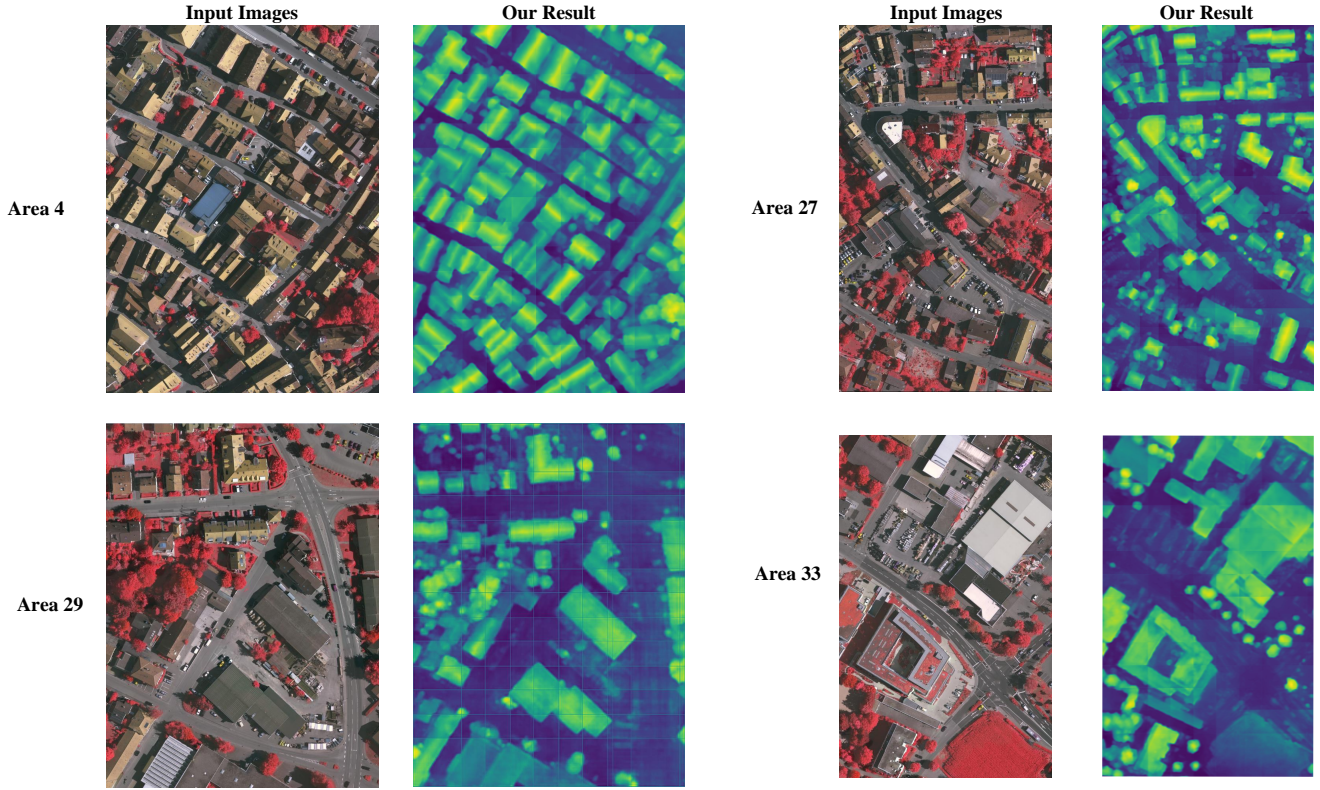 Input Images
Our Result
Input Images
Our Result
Area 4
Area 27
Area 29
Area 33